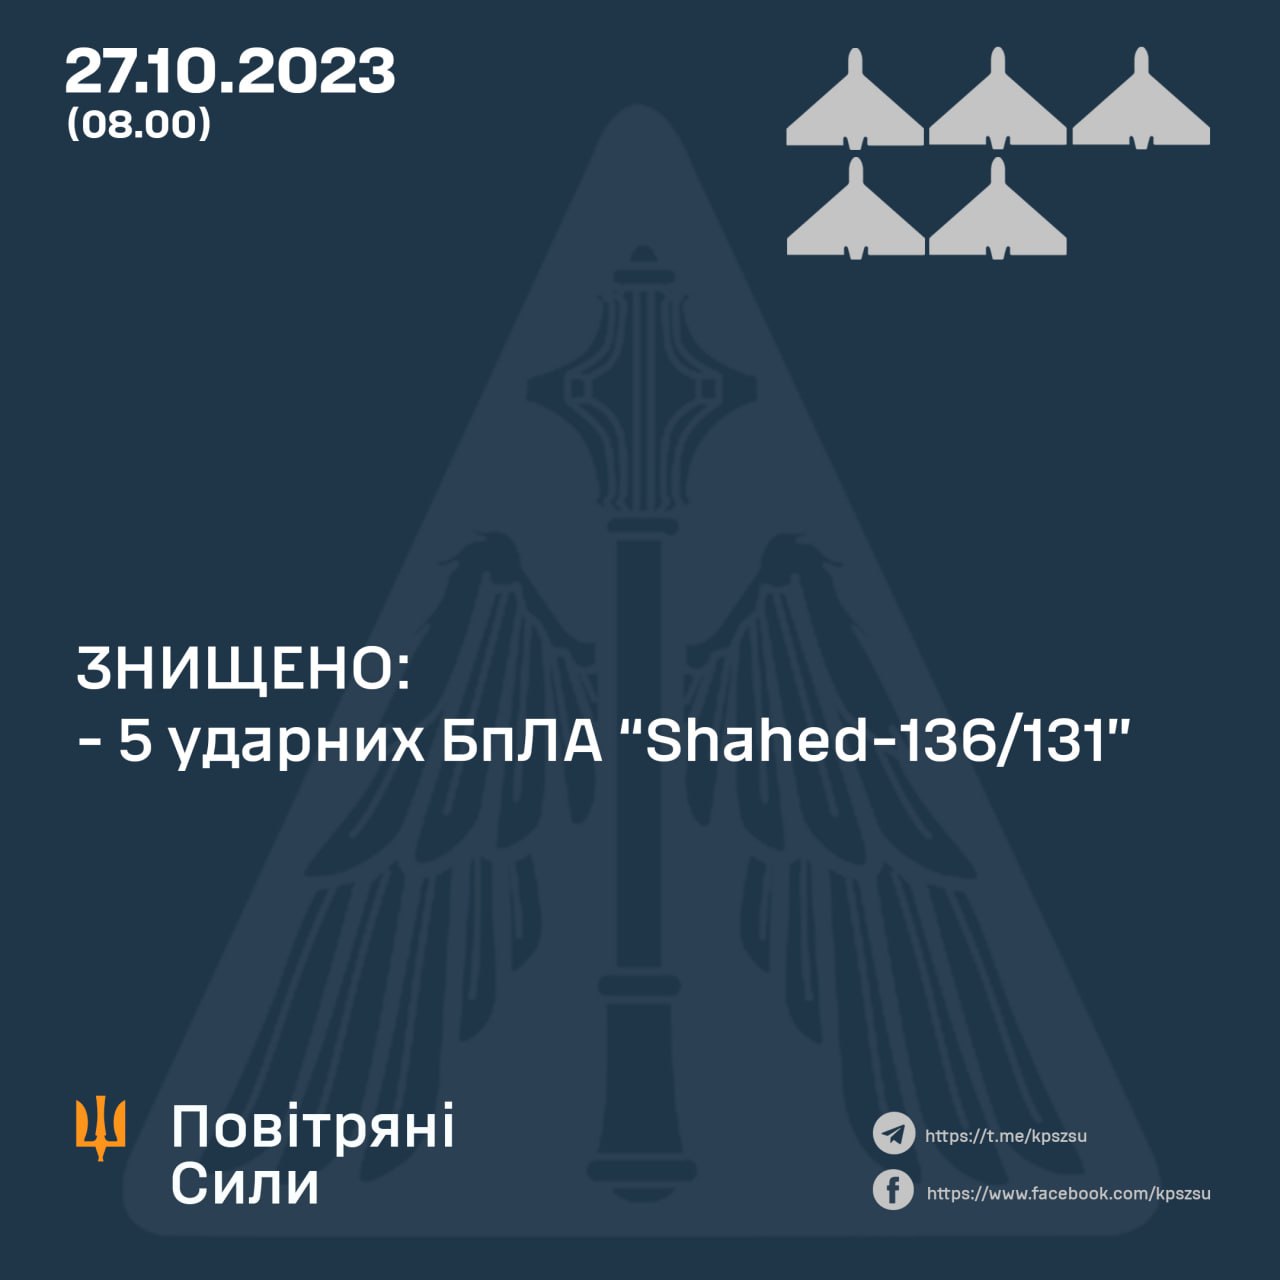 27.10.2023
(08.00)
ЗНИЩЕНО:
- 5 ударних БпЛА “Shahed-136/131”
Повітряні
Сили
https://t.me/kpszsu
https://www.facebook.com/kpszsu